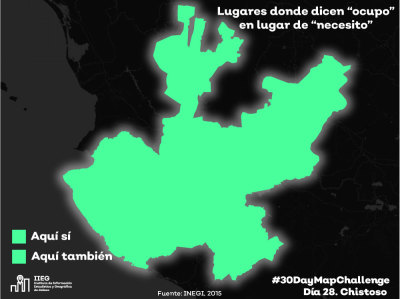 Lugares donde dicen “ocupo”
en lugar de “necesito”
Aquí sí
Aquí también
IIEG
Instituto de Información
Estadística y Geográfica
de Jalisco
Fuente: INEGI, 2015
#30DayMapChallenge
Día 28. Chistoso